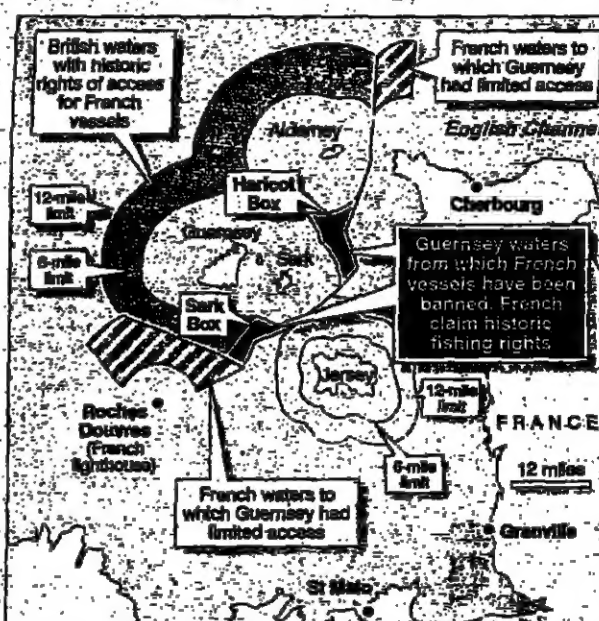 British waters
with historic
rights of access
for French
vessels
French waters to
which Guernsey
had limited access
Alderney
English Channel
Haricot
Box
Cherbourg
12-mile
limit
Guernsey
6-mile
limit
Sark
Guernsey waters
from which French
vessels have been
banned. French
claim historic
fishing rights
Sark
Box
Jersey
12-mile
limit
Roches
Douvres
(French
lighthouse)
FRANCE
6-mile
limit
12 miles
French waters to
which Guernsey had
limited access
Granville
St Malo